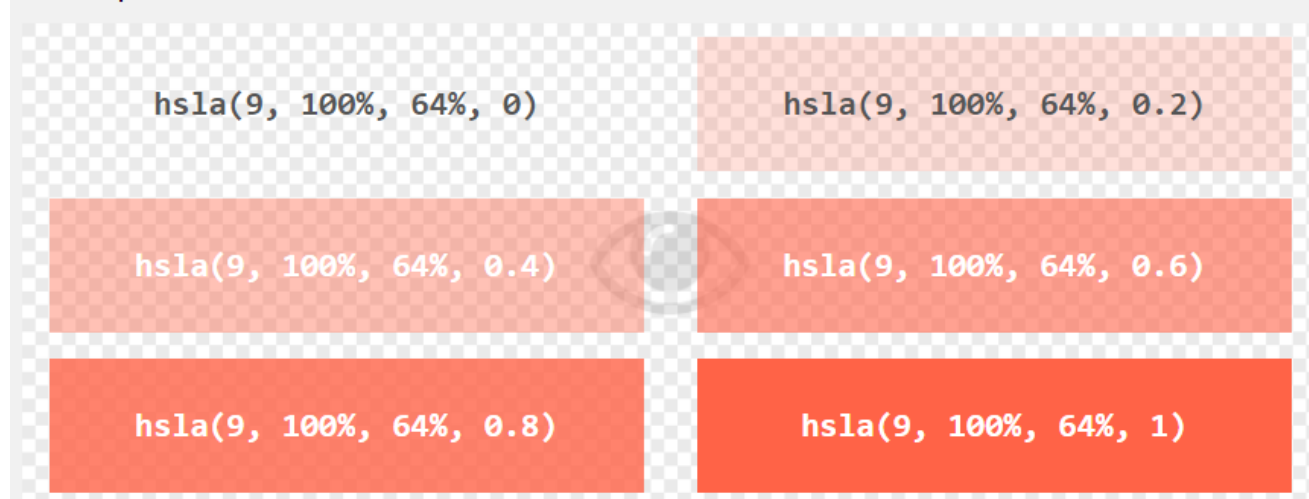 hsla(9, 100%, 64%, 0)
hsla(9, 100%, 64%, 0.2)
hsla(9, 100%, 64%, 0.4)
hsla(9, 100%, 64%, 0.6)
hsla(9, 100%, 64%, 0.8)
hsla(9, 100%, 64%, 1)